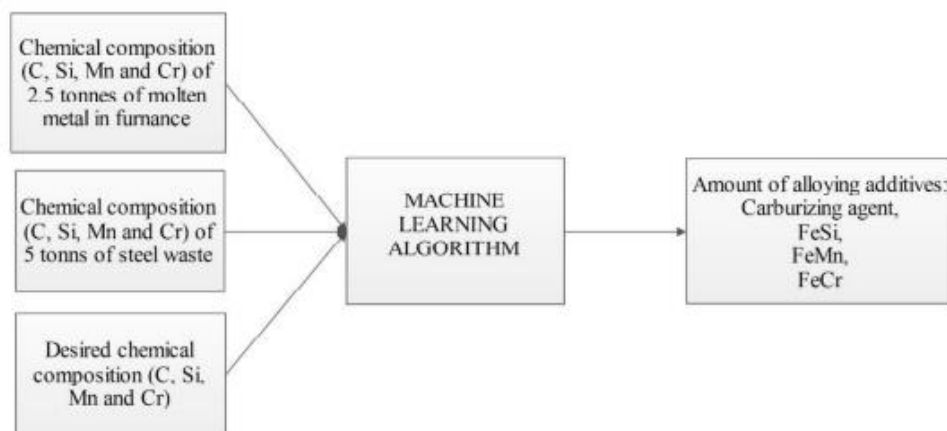 Chemical composition
(C, Si, Mn and Cr) of
2.5 tonnes of molten
metal in furnance
Chemical composition
(C, Si, Mn and Cr) of
5 tonns of steel waste
Desired chemical
composition (C, Si,
Mn and Cr)
MACHINE
LEARNING
ALGORITHM
Amount of alloying additives:
Carburizing agent,
FeSi,
FeMn,
FeCr